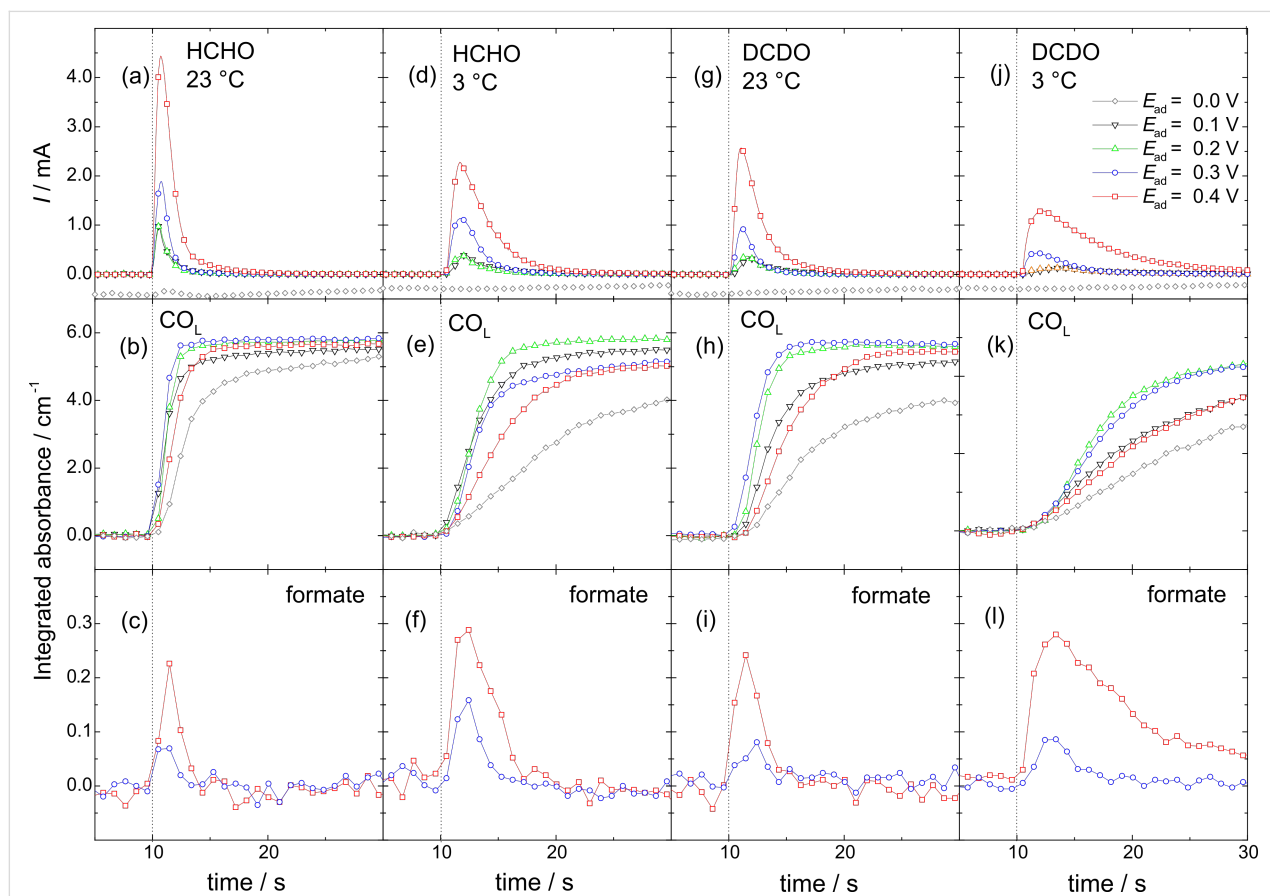 HCHO
23 °C
(a)
HCHO
3 °C
(d)
DCDO
23 °C
(g)
DCDO
3 °C
(j)
E_ad = 0.0 V
E_ad = 0.1 V
E_ad = 0.2 V
E_ad = 0.3 V
E_ad = 0.4 V
4.0
3.0
2.0
1.0
0.0
I / mA
CO_L
(b)
CO_L
(e)
CO_L
(h)
CO_L
(k)
6.0
4.0
2.0
0.0
Integrated absorbance / cm⁻¹
formate
(c)
formate
(f)
formate
(i)
formate
(l)
0.3
0.2
0.1
0.0
10 20 10 20 10 20 10 15 20 25 30
time / s time / s time / s time / s